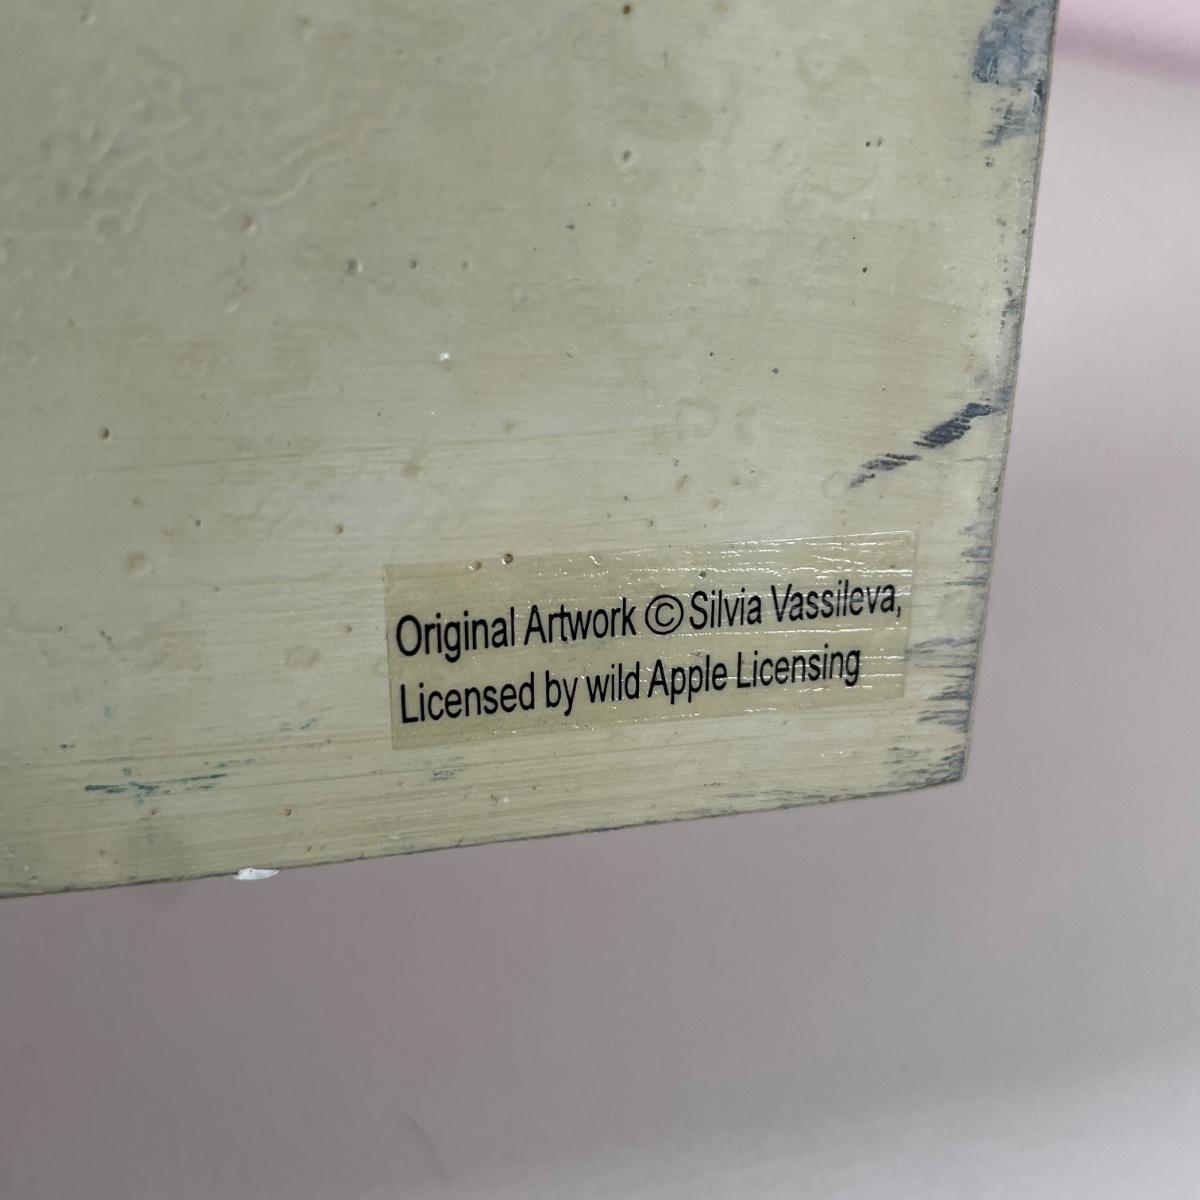 Original Artwork © Silvia Vassileva,
Licensed by wild Apple Licensing